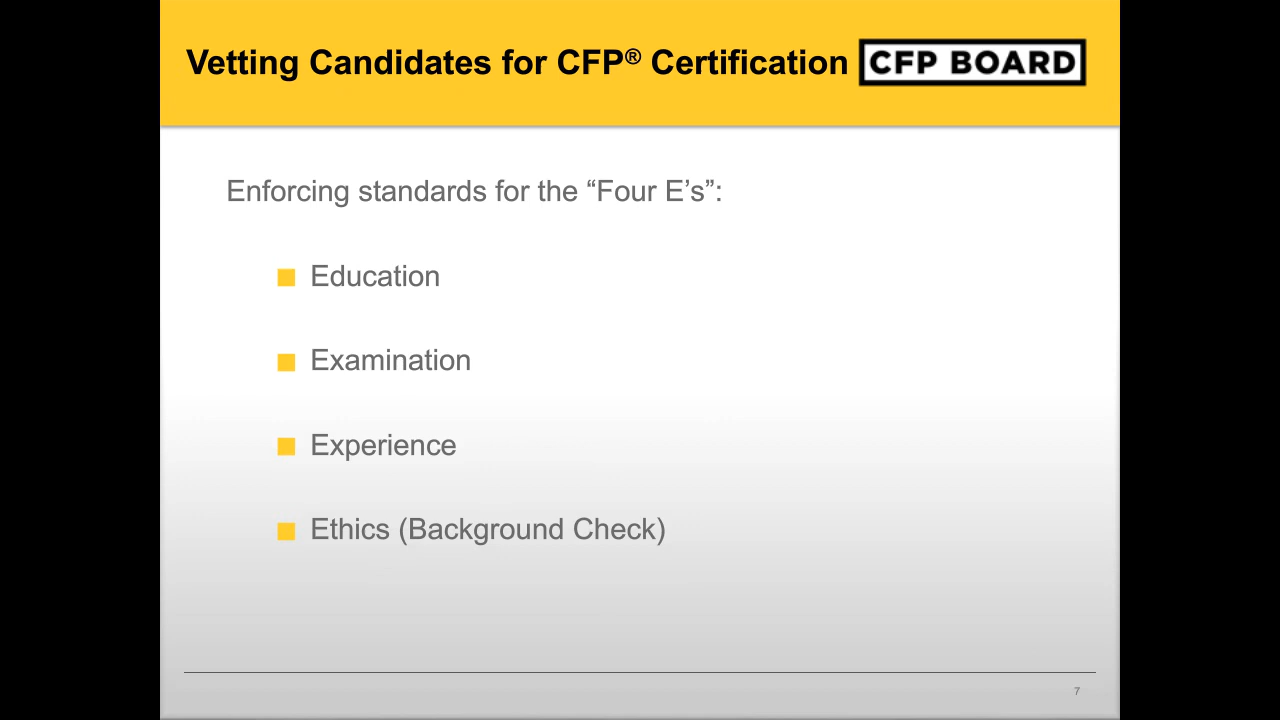 Vetting Candidates for CFP® Certification CFP BOARD
Enforcing standards for the “Four E’s”:
Education
Examination
Experience
Ethics (Background Check)
7